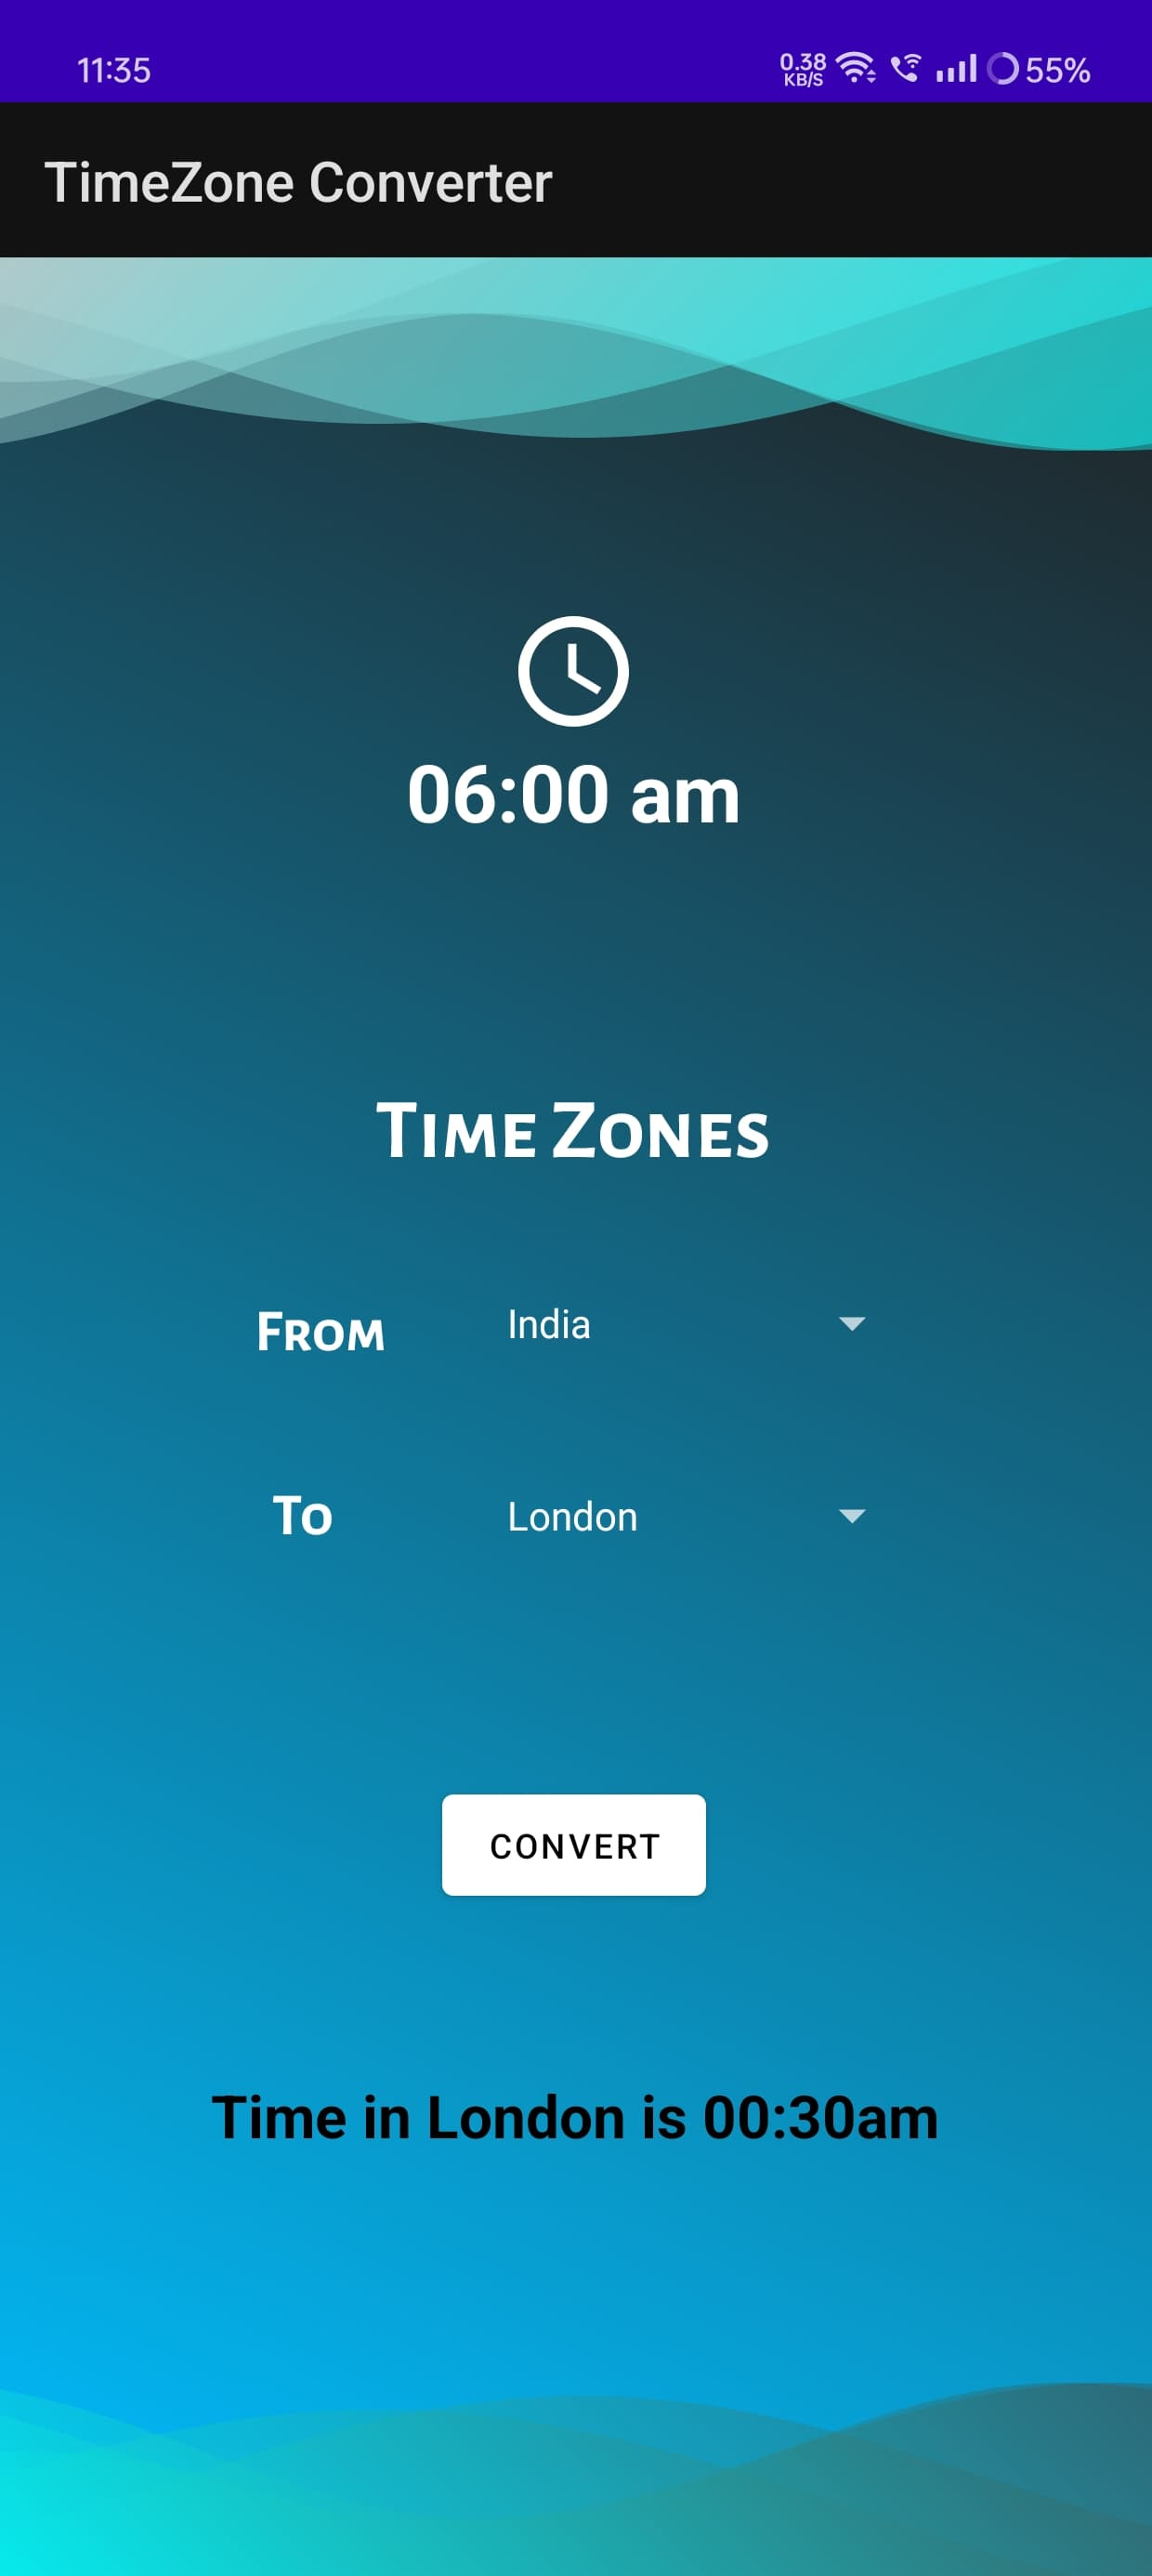 11:35 0.38 KB/S 55%
TimeZone Converter
06:00 am
Time Zones
From India
To London
CONVERT
Time in London is 00:30am